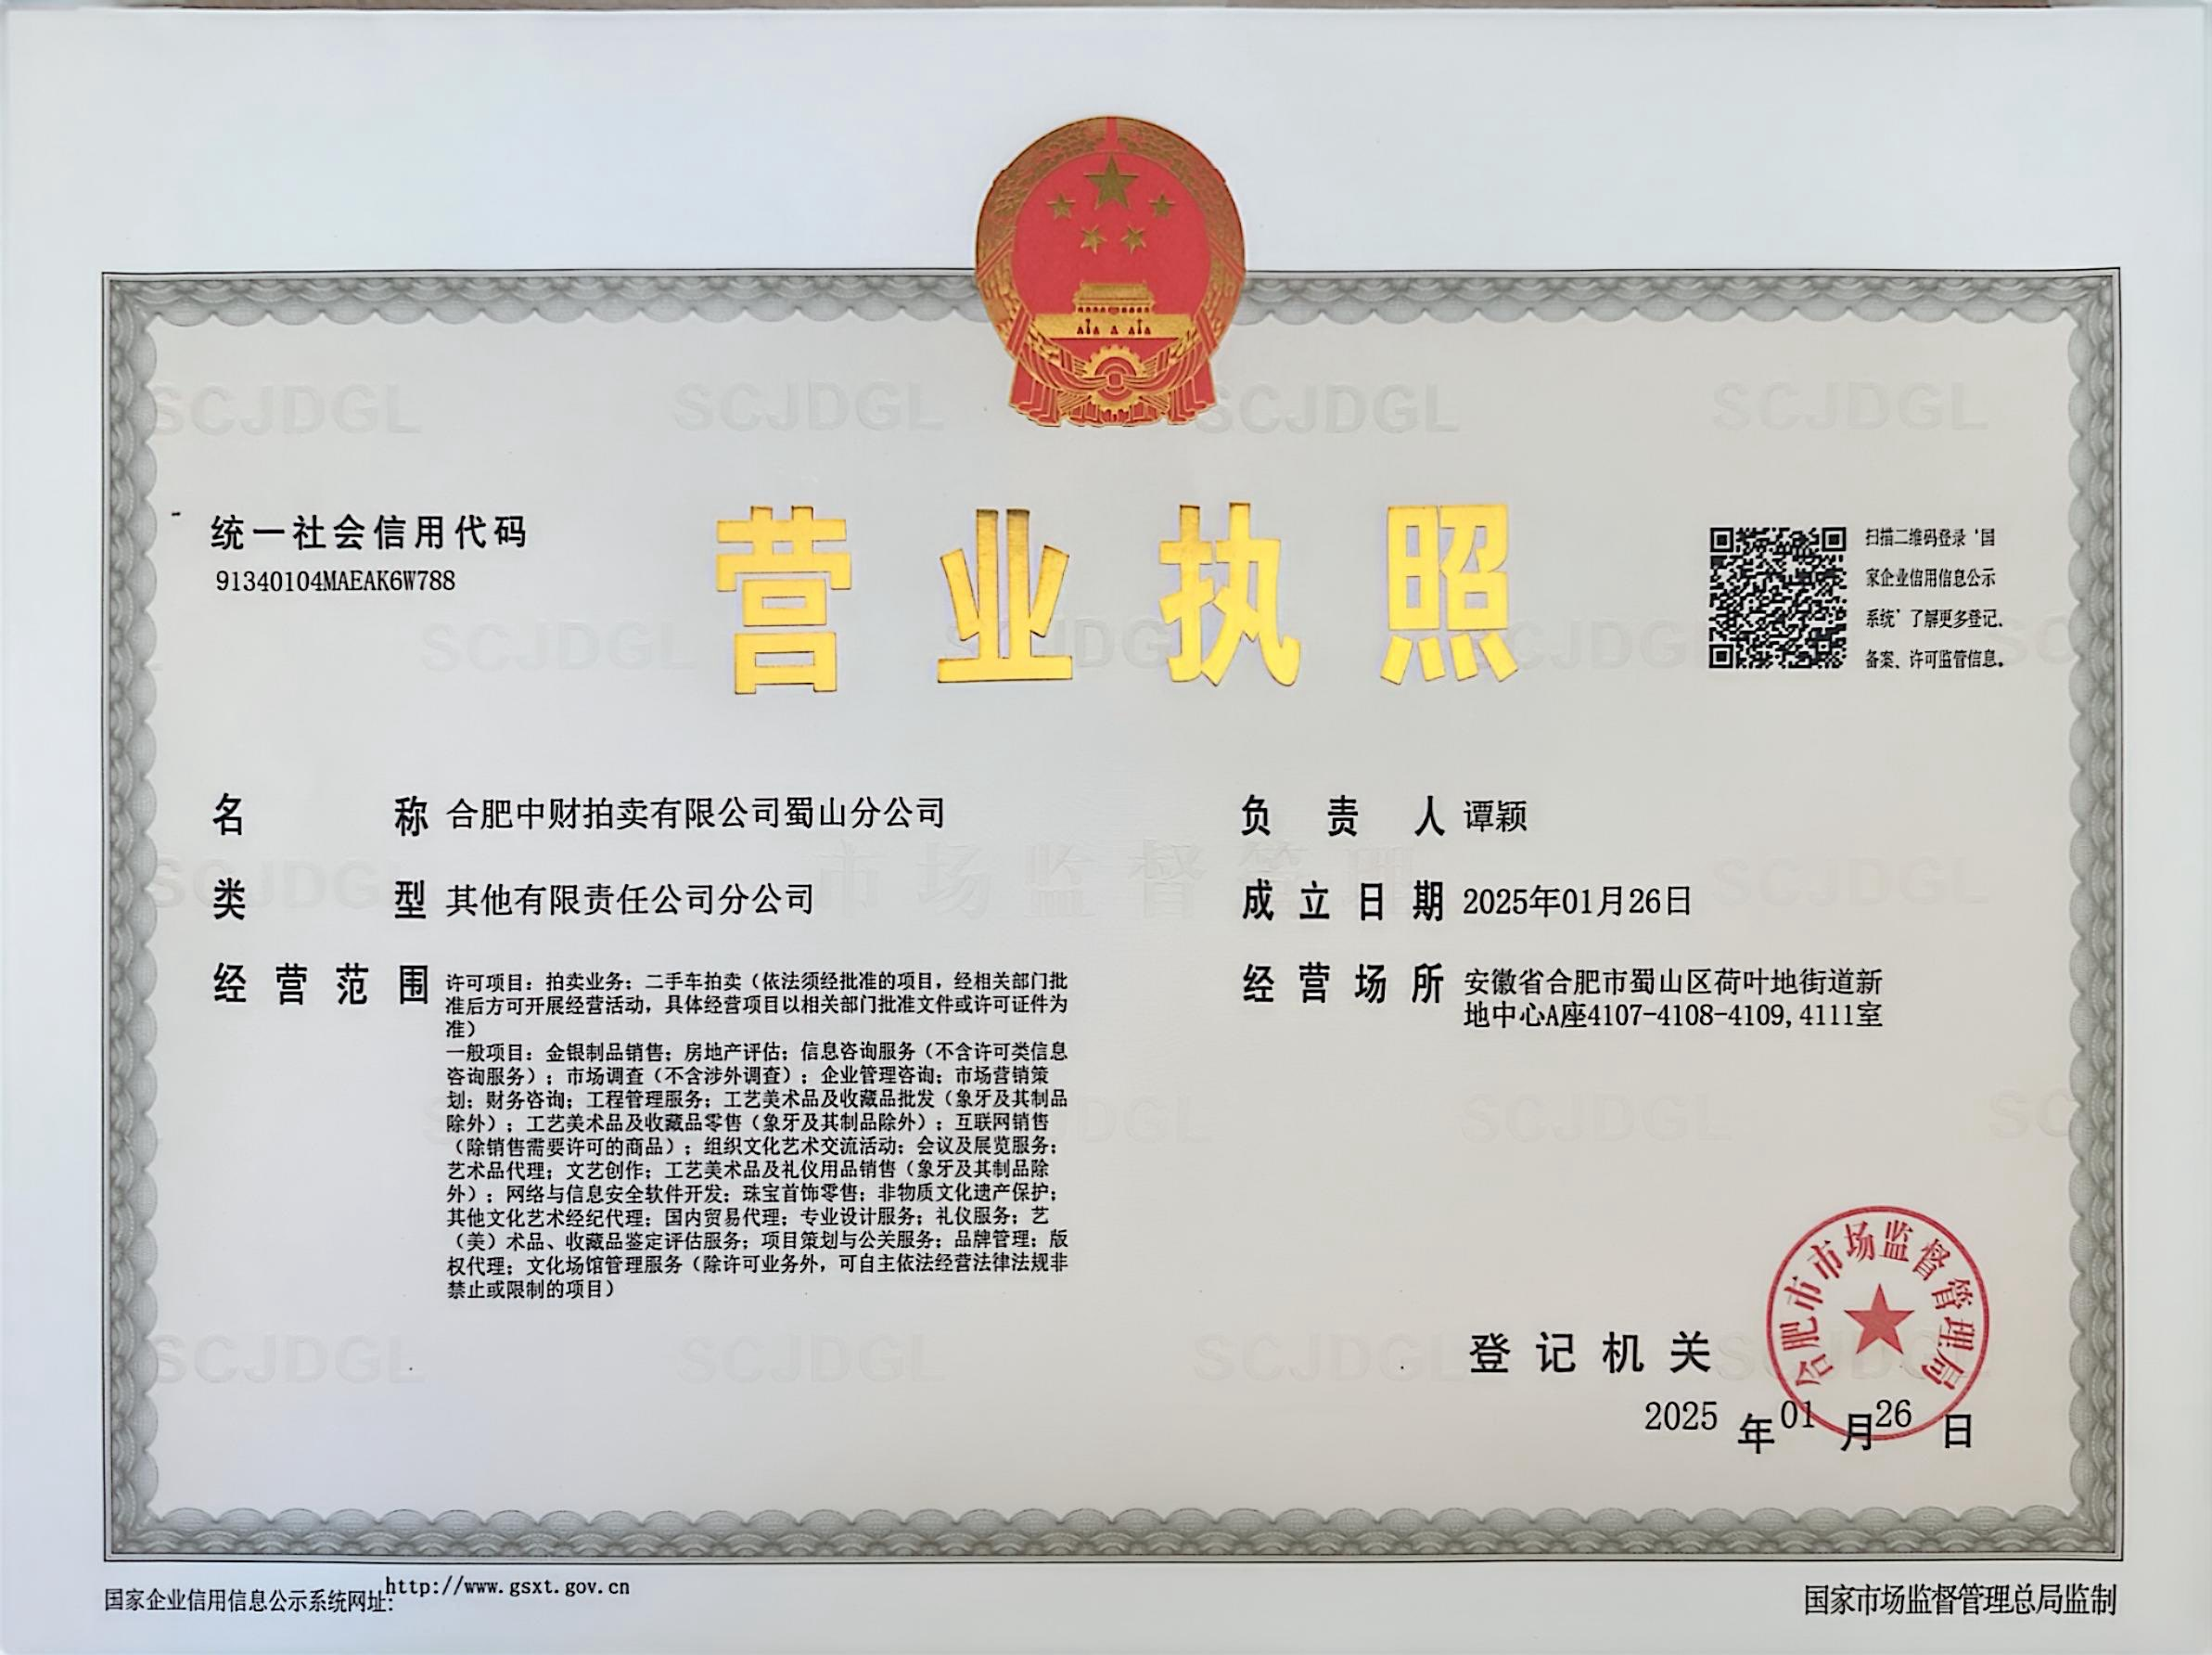 统一社会信用代码
91340104MAEAK6W788
营业执照
扫描二维码登录‘国
家企业信用信息公示
系统’了解更多登记、
备案、许可监管信息。
名称 合肥中财拍卖有限公司蜀山分公司
类型 其他有限责任公司分公司
经营范围 许可项目：拍卖业务；二手车拍卖（依法须经批准的项目，经相关部门批
准后方可开展经营活动，具体经营项目以相关部门批准文件或许可证件为
准）
一般项目：金银制品销售；房地产评估；信息咨询服务（不含许可类信息
咨询服务）；市场调查（不含涉外调查）；企业管理咨询；市场营销策
划；财务咨询；工程管理服务；工艺美术品及收藏品批发（象牙及其制品
除外）；工艺美术品及收藏品零售（象牙及其制品除外）；互联网销售
（除销售需要许可的商品）；组织文化艺术交流活动；会议及展览服务；
艺术品代理；文艺创作；工艺美术品及礼仪用品销售（象牙及其制品除
外）；网络与信息安全软件开发；珠宝首饰零售；非物质文化遗产保护；
其他文化艺术经纪代理；国内贸易代理；专业设计服务；礼仪服务；艺
（美）术品、收藏品鉴定评估服务；项目策划与公关服务；品牌管理；版
权代理；文化场馆管理服务（除许可业务外，可自主依法经营法律法规非
禁止或限制的项目）
负责人 谭颖
成立日期 2025年01月26日
经营场所 安徽省合肥市蜀山区荷叶地街道新
地中心A座4107-4108-4109,4111室
登记机关
合肥市市场监督管理局
2025年01月26日
国家企业信用信息公示系统网址:http://www.gsxt.gov.cn
国家市场监督管理总局监制
SCJDGL
市场监督管理